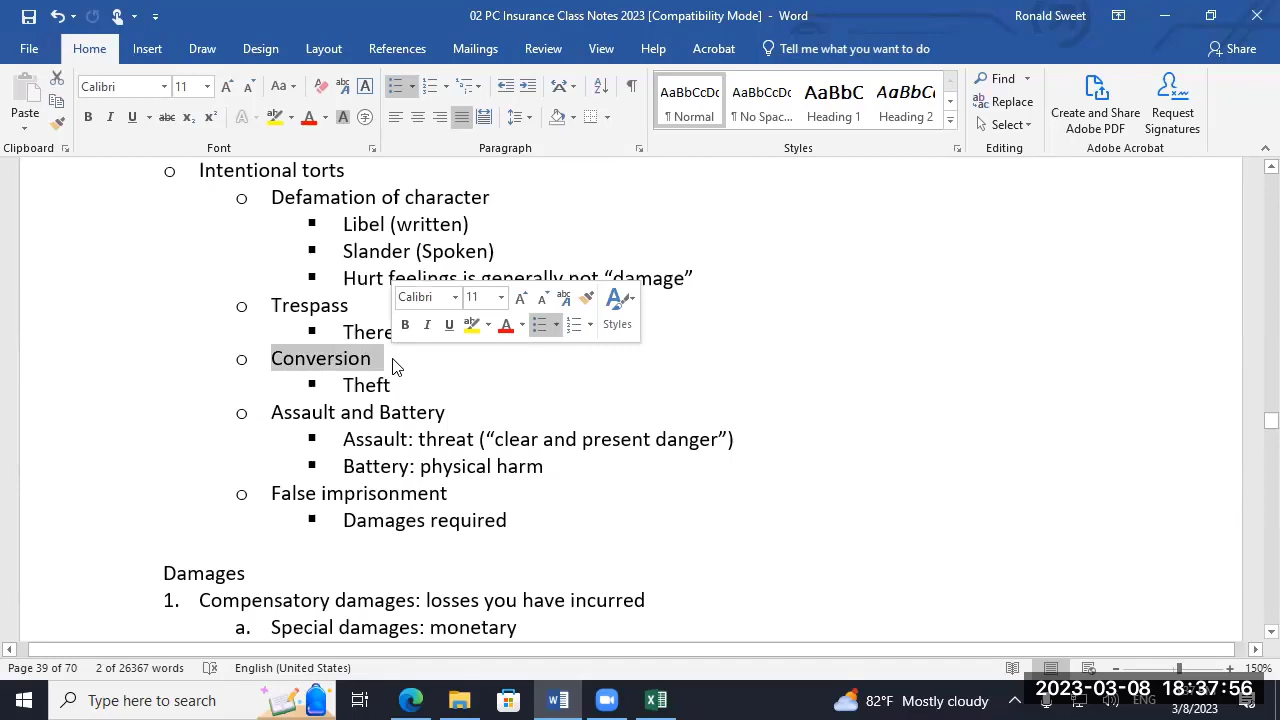 02 PC Insurance Class Notes 2023 [Compatibility Mode] - Word
Ronald Sweet
File Home Insert Draw Design Layout References Mailings Review View Help Acrobat Tell me what you want to do Share
Paste
Calibri 11
Find
Replace
Select
AaBbCcDc AaBbCcDc AaBbC AaBbC
¶ Normal ¶ No Spac... Heading 1 Heading 2
Create and Share Adobe PDF
Request Signatures
Clipboard Font Paragraph Styles Editing Adobe Acrobat
o Intentional torts
o Defamation of character
▪ Libel (written)
▪ Slander (Spoken)
▪ Hurt feelings is generally not “damage”
o Trespass
▪ There
o Conversion
▪ Theft
o Assault and Battery
▪ Assault: threat (“clear and present danger”)
▪ Battery: physical harm
o False imprisonment
▪ Damages required
Calibri 11
Styles
Damages
1. Compensatory damages: losses you have incurred
a. Special damages: monetary
Page 39 of 70 2 of 26367 words English (United States) 150%
Type here to search
82°F Mostly cloudy
ENG
2023-03-08 18:37:56
3/8/2023